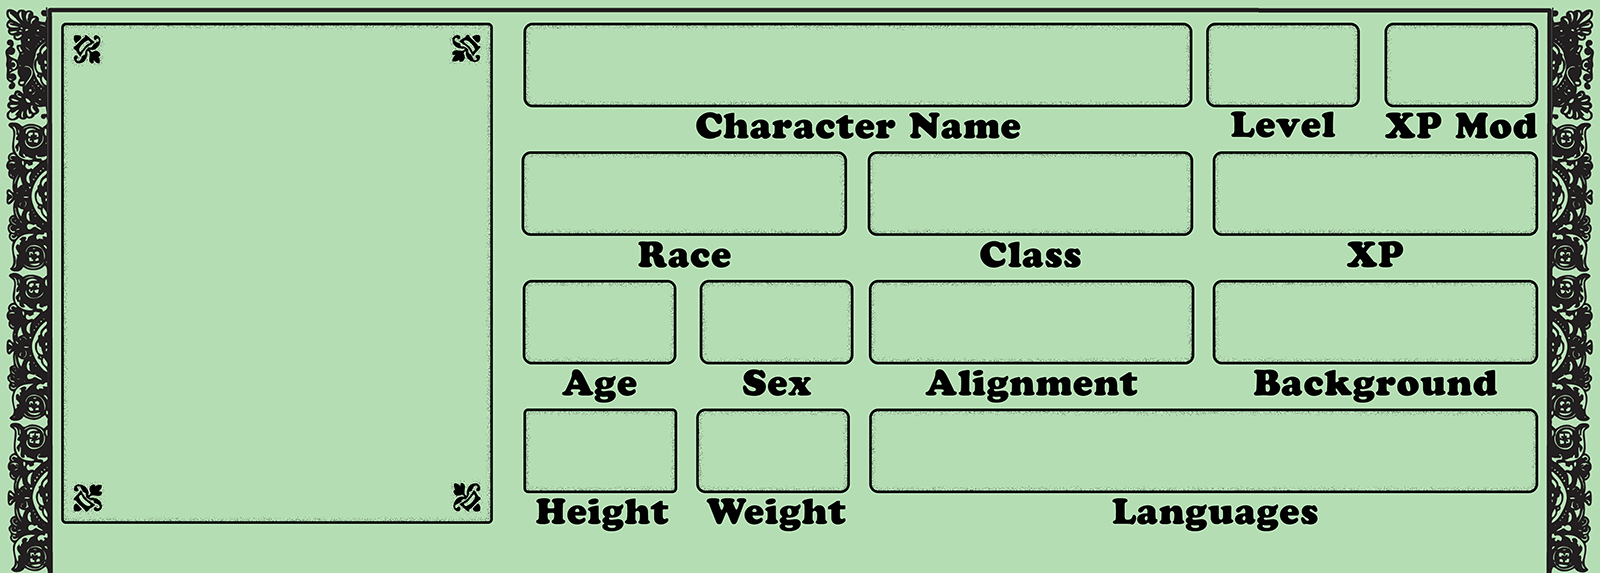 Character Name Level XP Mod
Race Class XP
Age Sex Alignment Background
Height Weight Languages